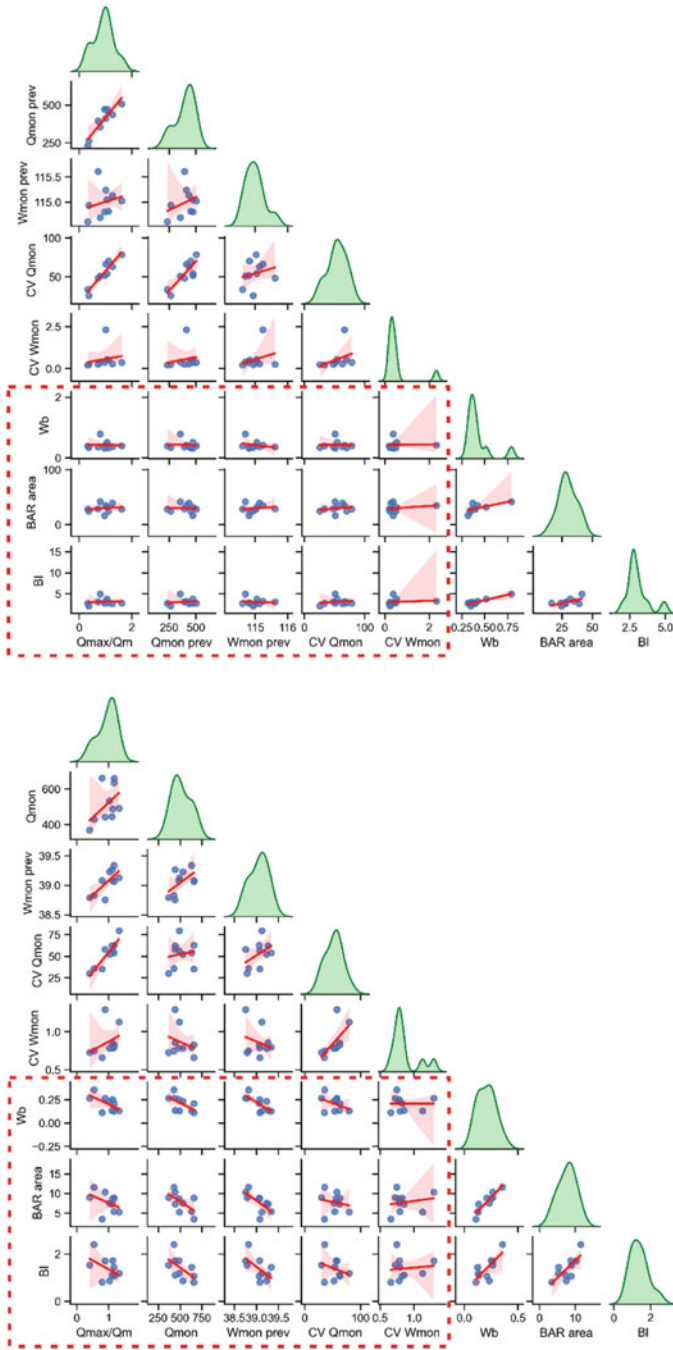 Qmon prev
500
250
Wmon prev
115.5
115.0
CV Qmon
100
50
CV Wmon
2.5
0.0
Wb
2
0
BAR area
100
0
BI
15
10
5
0 2 250 500 115 116 0 100 0 2 0.25 0.50 0.75 25 50 2.5 5.0
Qmax/Qm Qmon prev Wmon prev CV Qmon CV Wmon Wb BAR area BI
Qmon
600
400
Wmon prev
39.5
39.0
38.5
CV Qmon
75
50
25
CV Wmon
1.0
0.5
Wb
0.25
0.00
−0.25
BAR area
15
10
5
BI
2
0
0 1 250 500 750 38.5 39.0 39.5 0 100 0.5 1.0 0.0 0.5 0 10 0 2
Qmax/Qm Qmon Wmon prev CV Qmon CV Wmon Wb BAR area BI